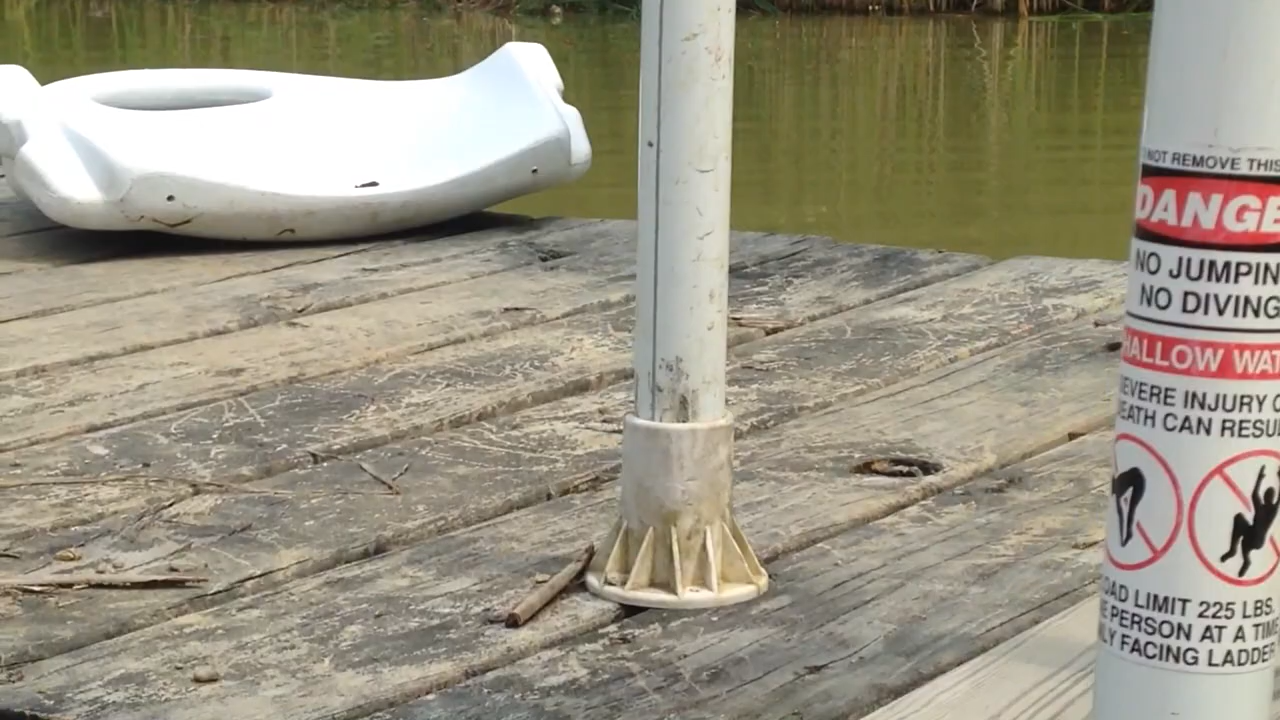 NOT REMOVE THIS
DANGE
NO JUMPIN
NO DIVING
HALLOW WAT
EVERE INJURY O
EATH CAN RESUL
OAD LIMIT 225 LBS.
E PERSON AT A TIM
LY FACING LADDER